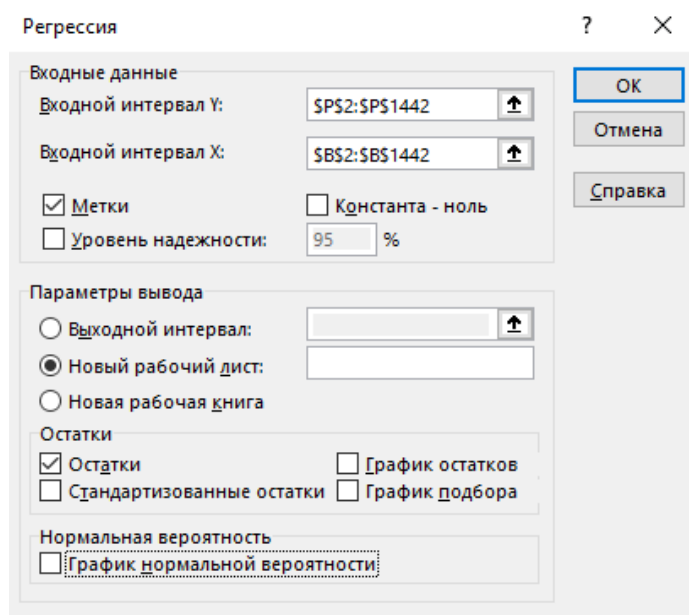 Регрессия ? ×
Входные данные
Входной интервал Y: $P$2:$P$1442
Входной интервал X: $B$2:$B$1442
Метки Константа - ноль
Уровень надежности: 95 %
Параметры вывода
Выходной интервал:
Новый рабочий лист:
Новая рабочая книга
Остатки
Остатки График остатков
Стандартизованные остатки График подбора
Нормальная вероятность
График нормальной вероятности
ОК
Отмена
Справка